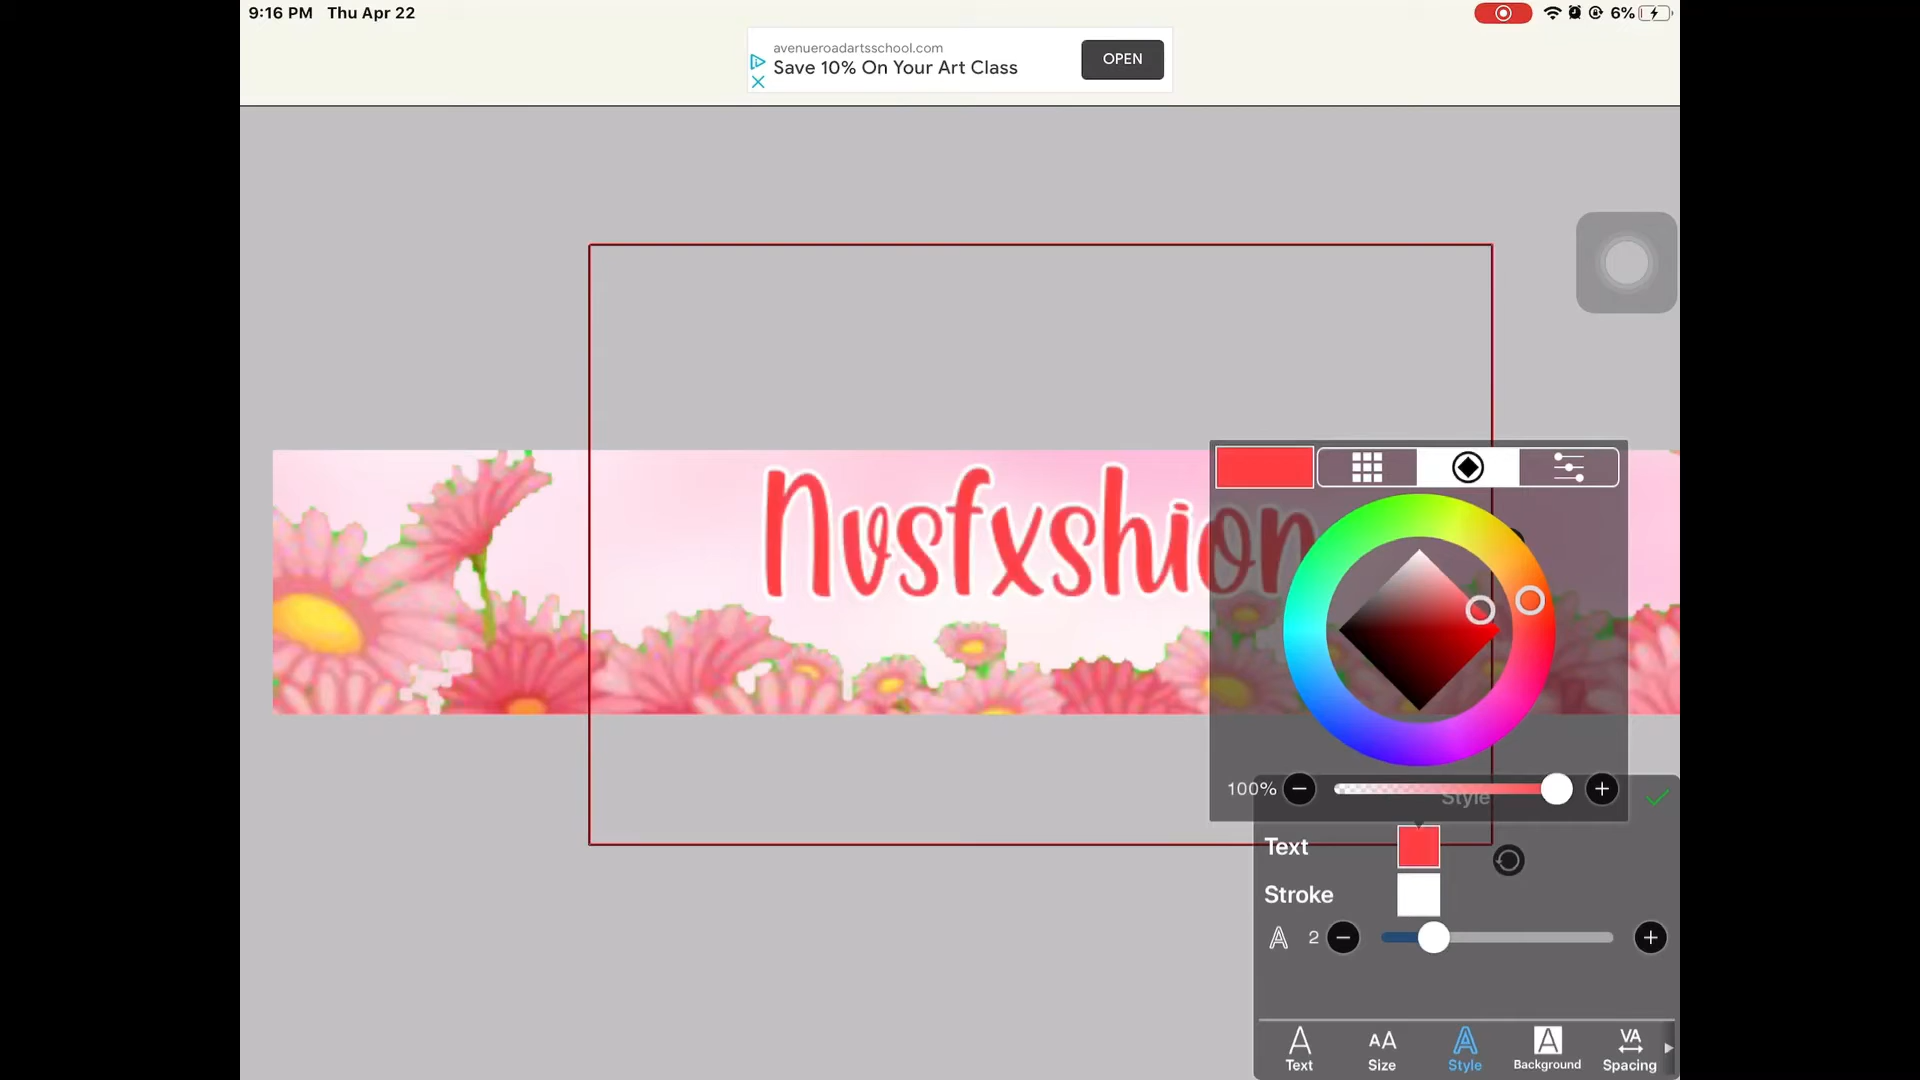 9:16 PM Thu Apr 22
6%
avenueroadartsschool.com
Save 10% On Your Art Class
OPEN
Nvsfxshion
100%
Style
Text
Stroke
A 2
Text Size Style Background Spacing